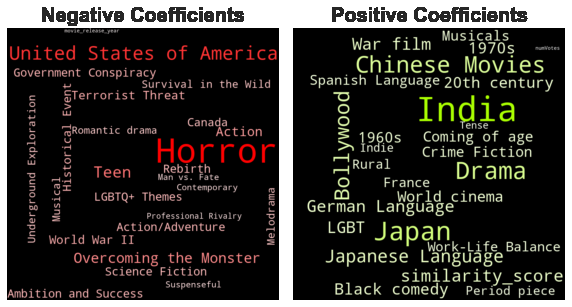 Negative Coefficients
movie_release_year
United States of America
Government Conspiracy
Survival in the Wild
Terrorist Threat
Underground Exploration
Historical Event
Romantic drama
Canada
Action
Horror
Teen
Rebirth
Man vs. Fate
Contemporary
LGBTQ+ Themes
Musical
Professional Rivalry
Melodrama
Action/Adventure
World War II
Overcoming the Monster
Science Fiction
Suspenseful
Ambition and Success
Positive Coefficients
Musicals
War film
1970s
numVotes
Chinese Movies
Spanish Language
20th century
Bollywood
India
Tense
1960s
Coming of age
Indie
Crime Fiction
Rural
Drama
France
World cinema
German Language
LGBT
Japan
Work-Life Balance
Japanese Language
similarity_score
Black comedy
Period piece